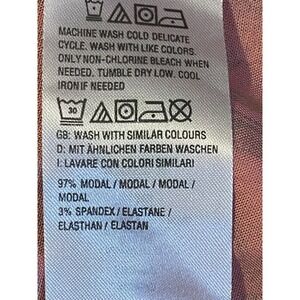 MACHINE WASH COLD DELICATE
CYCLE. WASH WITH LIKE COLORS.
ONLY NON-CHLORINE BLEACH WHEN
NEEDED. TUMBLE DRY LOW. COOL
IRON IF NEEDED
30
GB: WASH WITH SIMILAR COLOURS
D: MIT ÄHNLICHEN FARBEN WASCHEN
I: LAVARE CON COLORI SIMILARI
97% MODAL / MODAL / MODAL /
MODAL
3% SPANDEX / ELASTANE /
ELASTHAN / ELASTAN